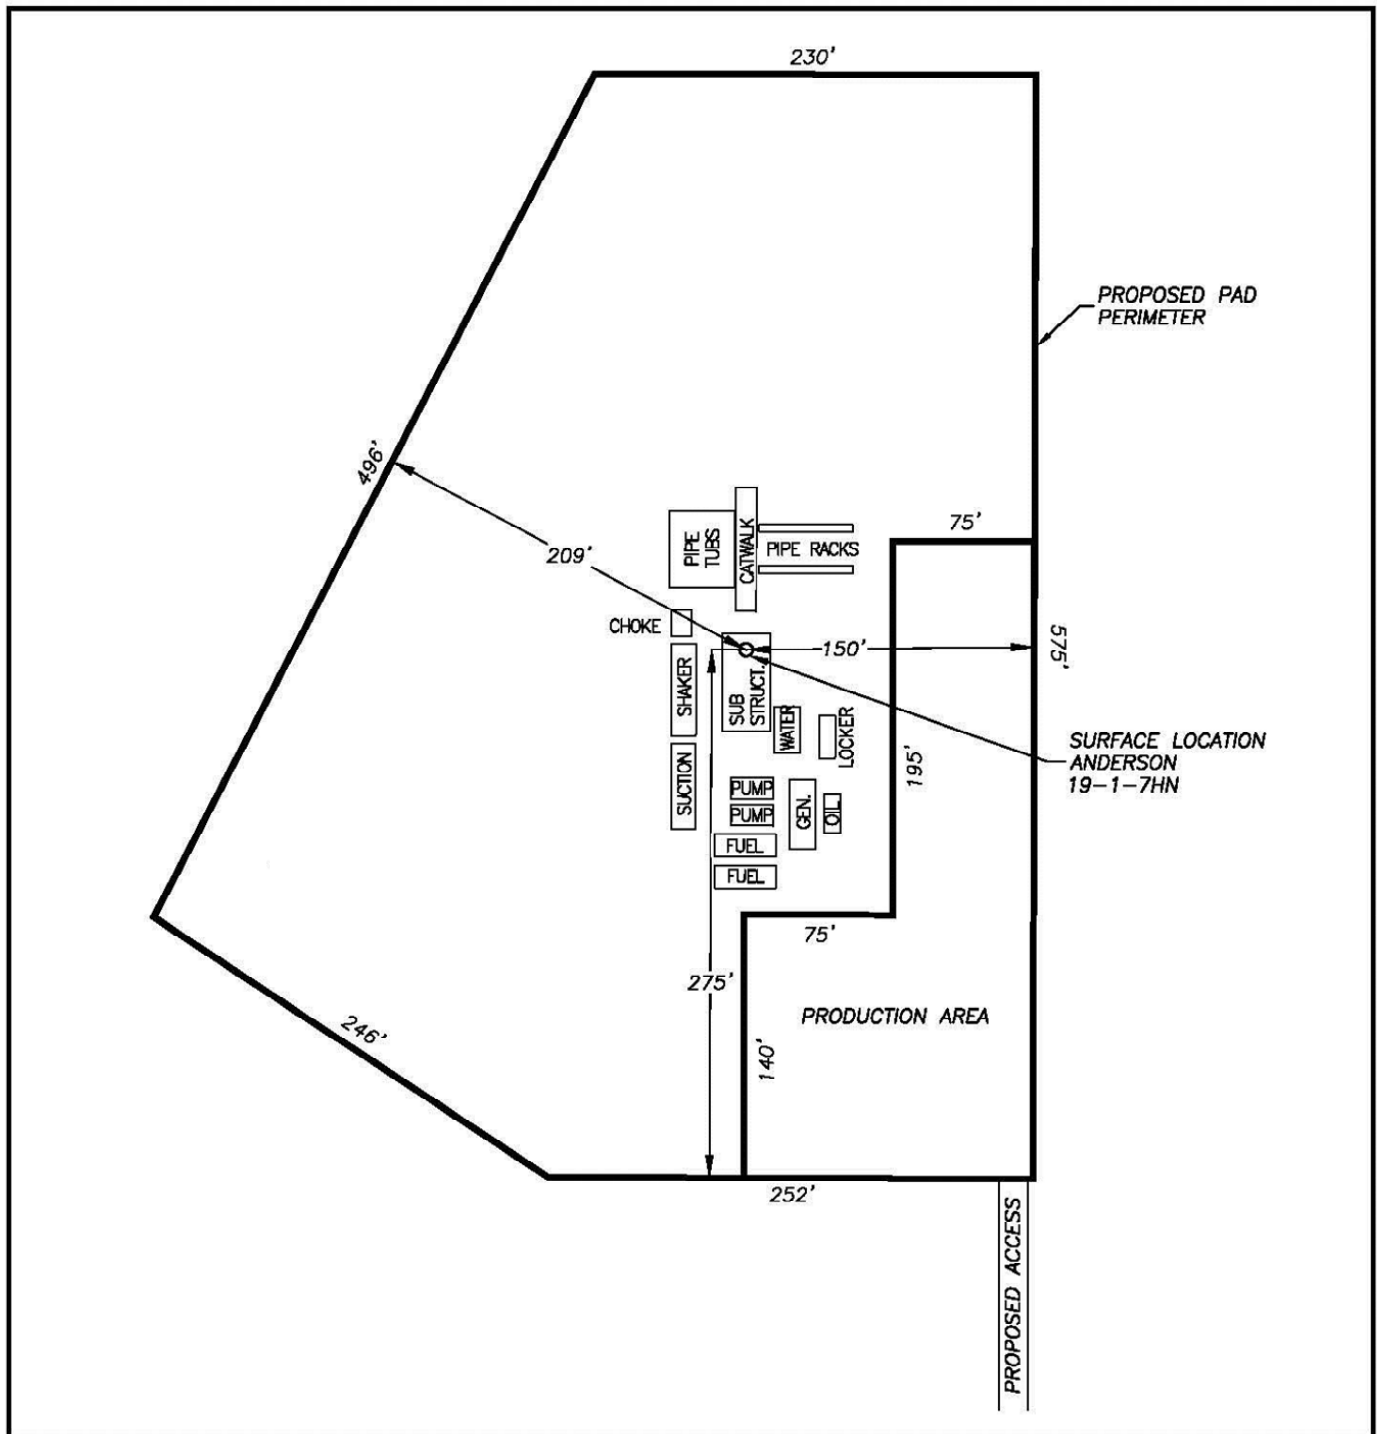 230'
PROPOSED PAD
PERIMETER
496'
75'
PIPE
TUBS
CATWALK
PIPE RACKS
209'
CHOKE
150'
575'
SHAKER
SUB
STRUCT.
WATER
LOCKER
SURFACE LOCATION
ANDERSON
19-1-7HN
195'
SUCTION
PUMP
PUMP
GEN.
OIL
FUEL
FUEL
75'
275'
PRODUCTION AREA
246'
140'
252'
PROPOSED ACCESS